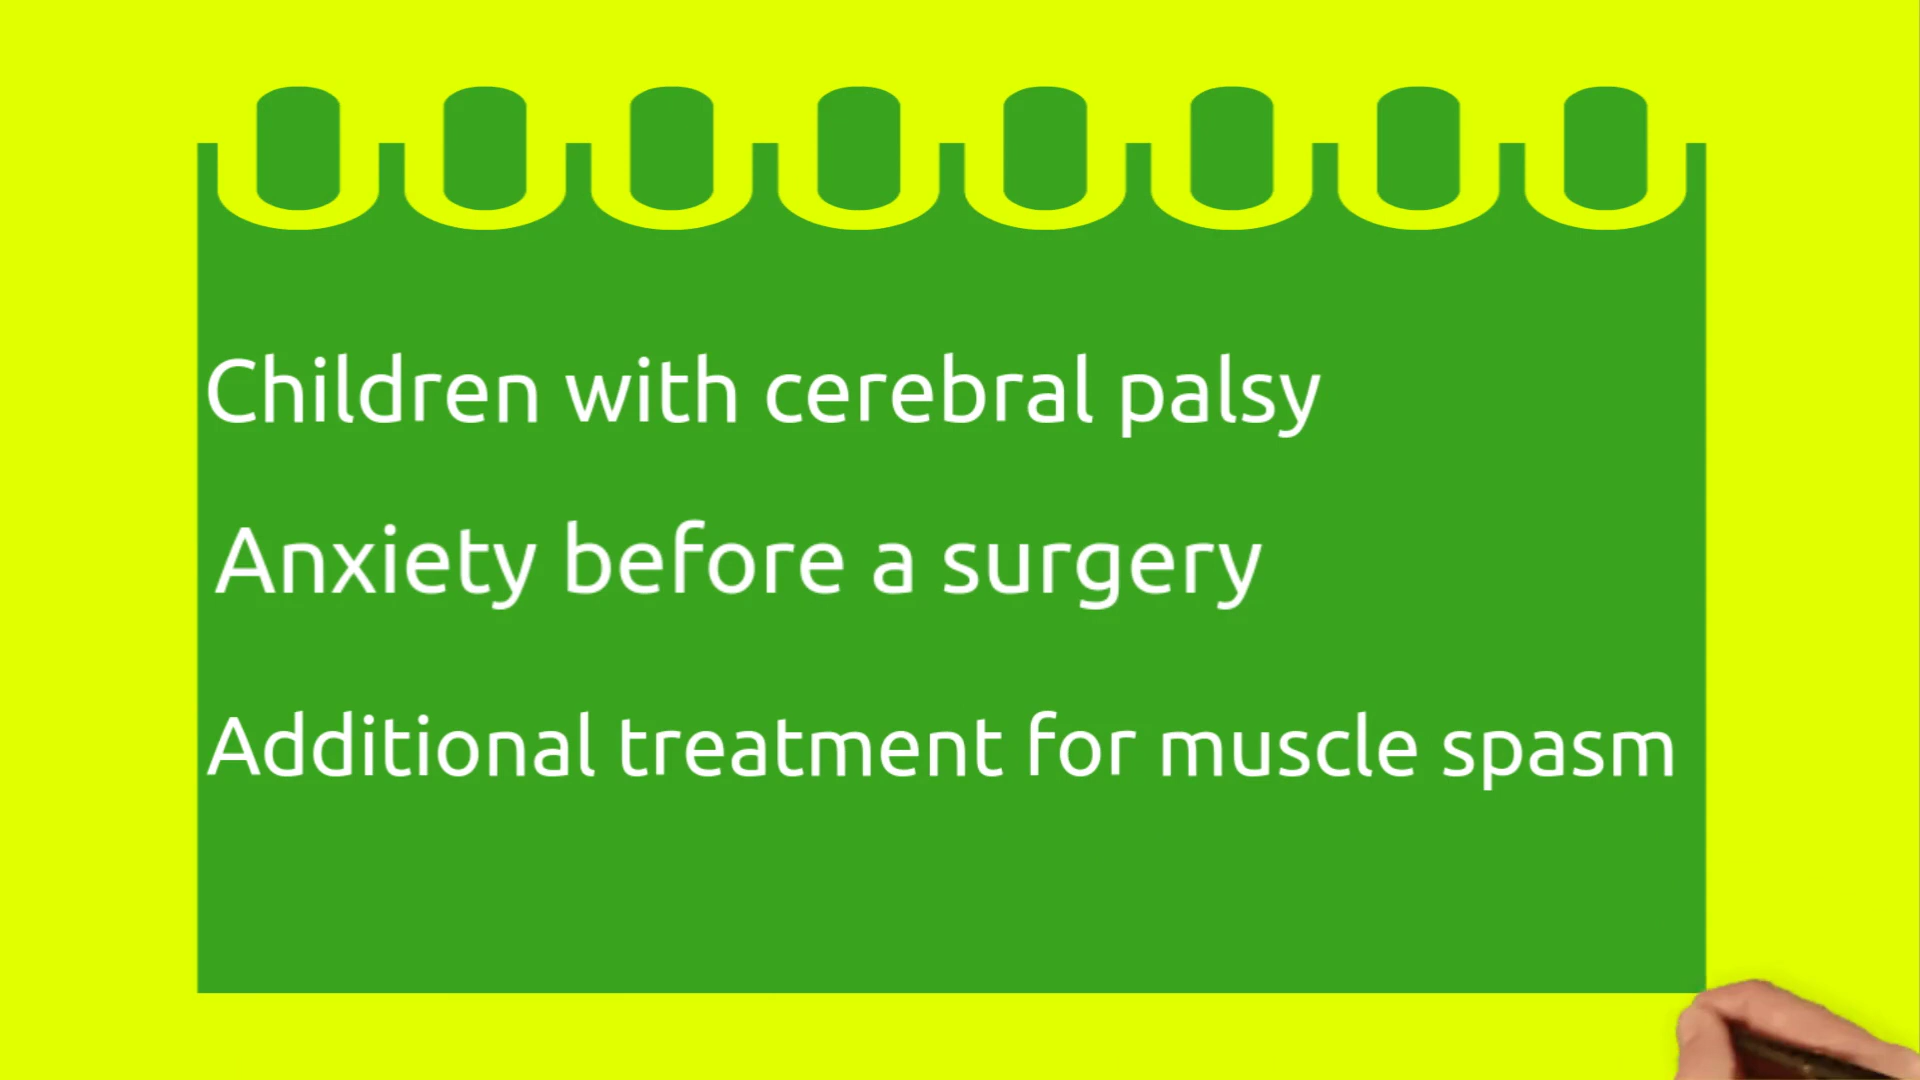 Children with cerebral palsy
Anxiety before a surgery
Additional treatment for muscle spasm